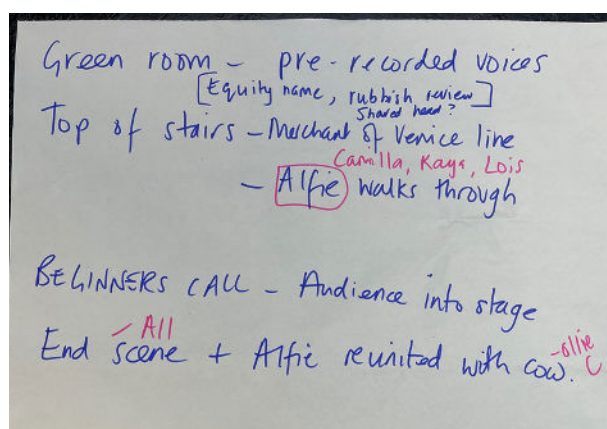 Green room - pre-recorded voices
[Equity name, rubbish review]
Shared head?
Top of stairs - Merchant of Venice line
Camilla, Kaya, Lois
- Alfie walks through
BEGINNERS CALL - Audience into stage
- All
End scene + Alfie reunited with cow.
- ollie C